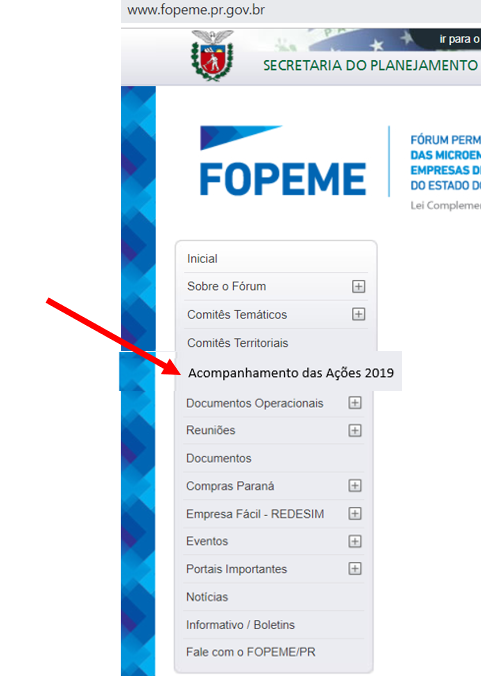 www.fopeme.pr.gov.br
ir para o
SECRETARIA DO PLANEJAMENTO
FOPEME
FÓRUM PERM
DAS MICROEM
EMPRESAS D
DO ESTADO DO
Lei Complemen
Inicial
Sobre o Fórum
Comitês Temáticos
Comitês Territoriais
Acompanhamento das Ações 2019
Documentos Operacionais
Reuniões
Documentos
Compras Paraná
Empresa Fácil - REDESIM
Eventos
Portais Importantes
Notícias
Informativo / Boletins
Fale com o FOPEME/PR